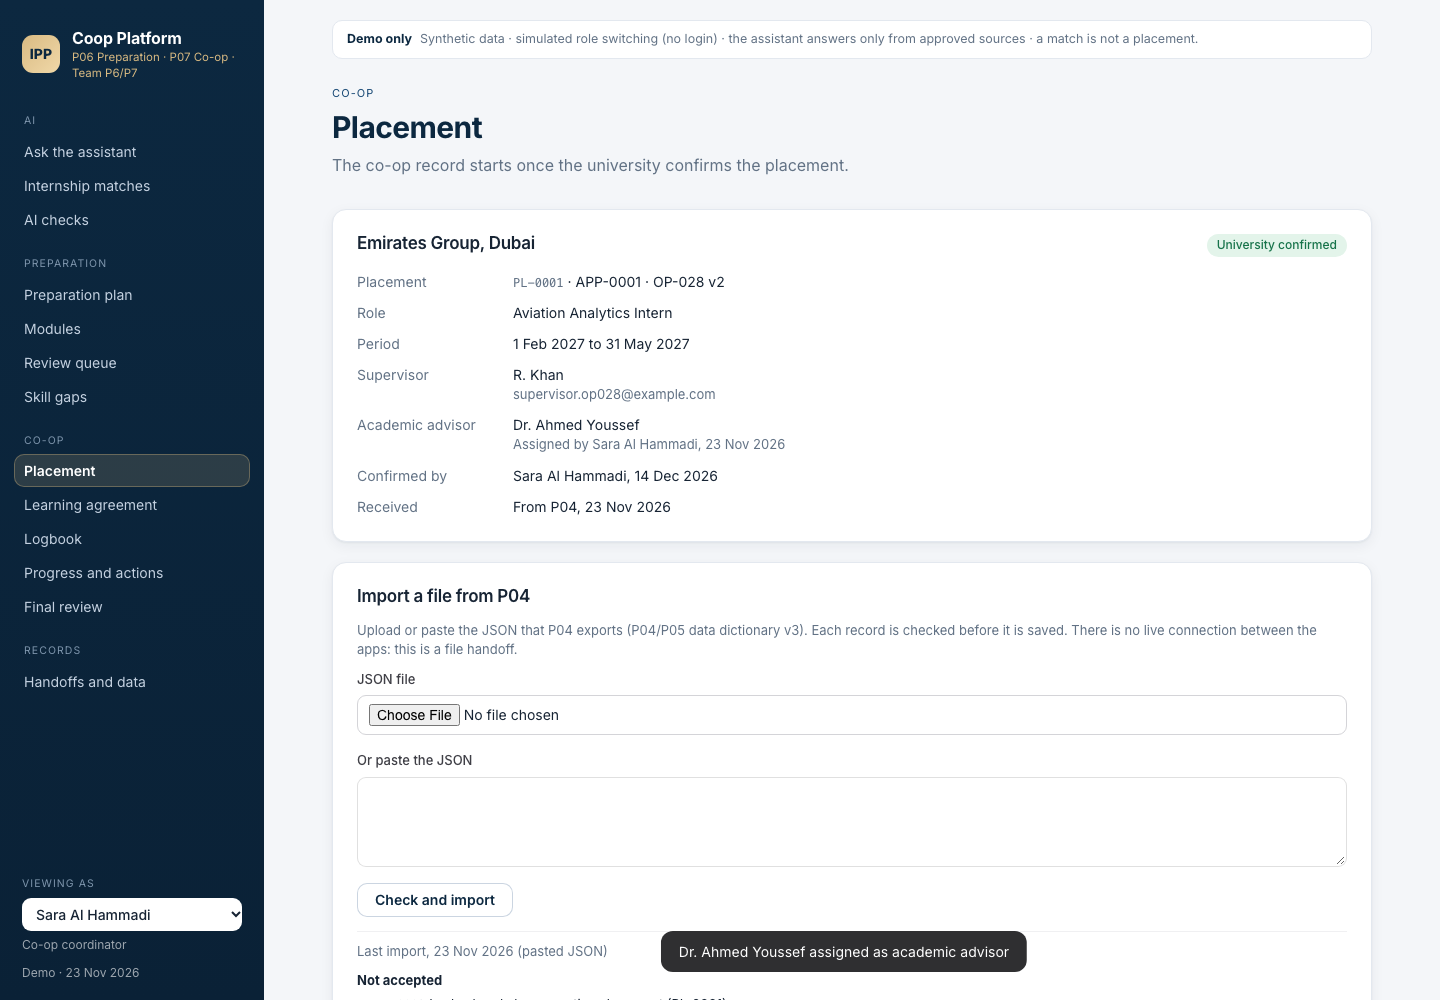 IPP
Coop Platform
P06 Preparation · P07 Co-op ·
Team P6/P7
AI
Ask the assistant
Internship matches
AI checks
PREPARATION
Preparation plan
Modules
Review queue
Skill gaps
CO-OP
Placement
Learning agreement
Logbook
Progress and actions
Final review
RECORDS
Handoffs and data
VIEWING AS
Sara Al Hammadi
Co-op coordinator
Demo · 23 Nov 2026
Demo only Synthetic data · simulated role switching (no login) · the assistant answers only from approved sources · a match is not a placement.
CO-OP
Placement
The co-op record starts once the university confirms the placement.
Emirates Group, Dubai
University confirmed
Placement PL-0001 · APP-0001 · OP-028 v2
Role Aviation Analytics Intern
Period 1 Feb 2027 to 31 May 2027
Supervisor R. Khan
supervisor.op028@example.com
Academic advisor Dr. Ahmed Youssef
Assigned by Sara Al Hammadi, 23 Nov 2026
Confirmed by Sara Al Hammadi, 14 Dec 2026
Received From P04, 23 Nov 2026
Import a file from P04
Upload or paste the JSON that P04 exports (P04/P05 data dictionary v3). Each record is checked before it is saved. There is no live connection between the
apps: this is a file handoff.
JSON file
Choose File No file chosen
Or paste the JSON
Check and import
Last import, 23 Nov 2026 (pasted JSON)
Dr. Ahmed Youssef assigned as academic advisor
Not accepted